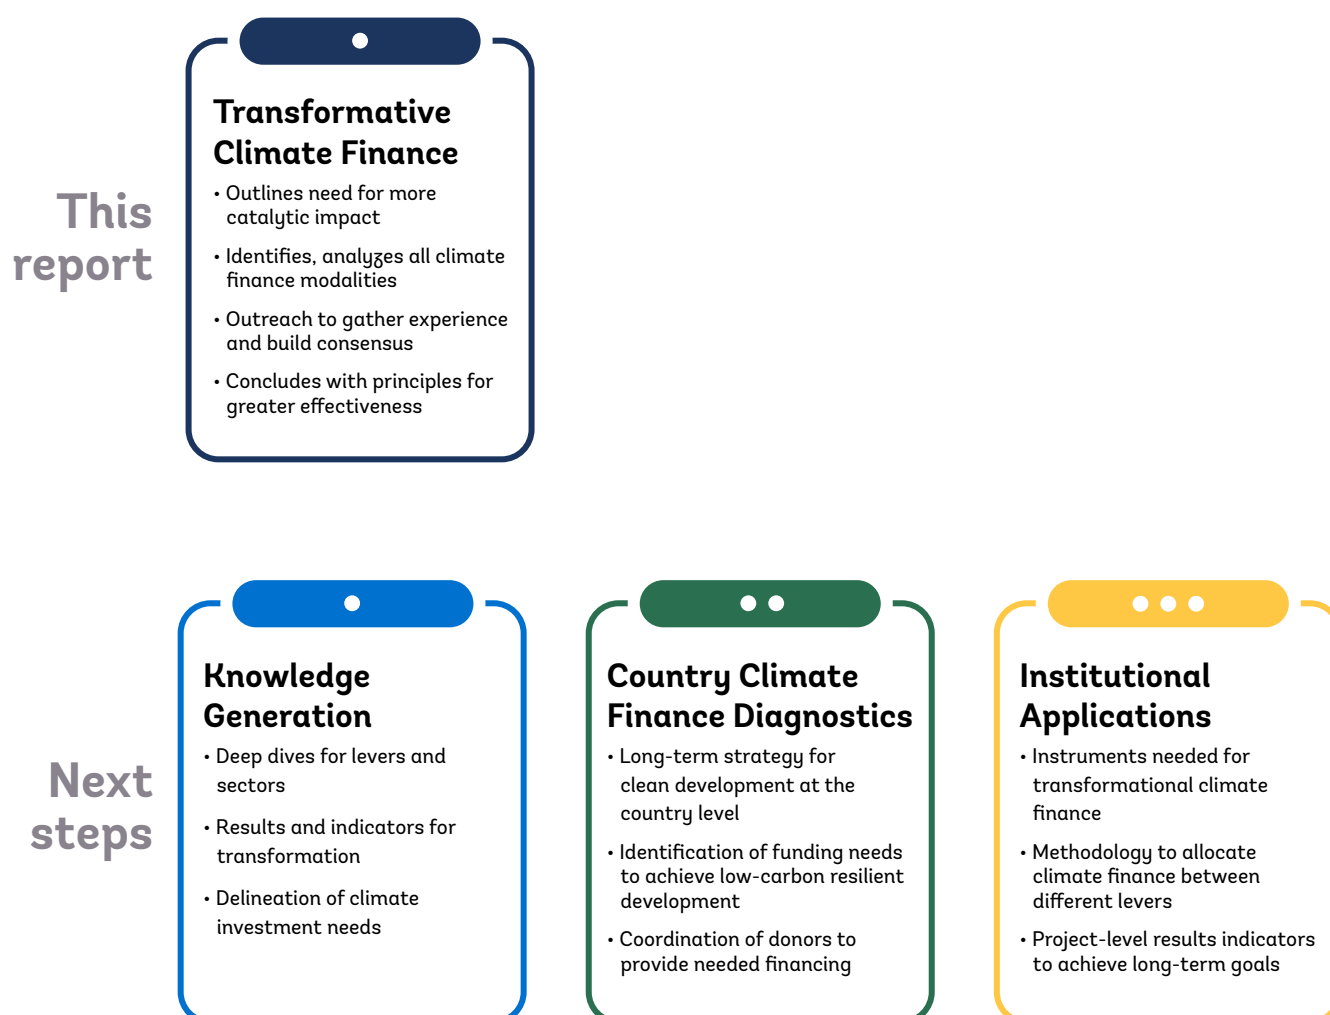 This
report
Transformative
Climate Finance
• Outlines need for more
catalytic impact
• Identifies, analyzes all climate
finance modalities
• Outreach to gather experience
and build consensus
• Concludes with principles for
greater effectiveness
Next
steps
Knowledge
Generation
• Deep dives for levers and
sectors
• Results and indicators for
transformation
• Delineation of climate
investment needs
Country Climate
Finance Diagnostics
• Long-term strategy for
clean development at the
country level
• Identification of funding needs
to achieve low-carbon resilient
development
• Coordination of donors to
provide needed financing
Institutional
Applications
• Instruments needed for
transformational climate
finance
• Methodology to allocate
climate finance between
different levers
• Project-level results indicators
to achieve long-term goals